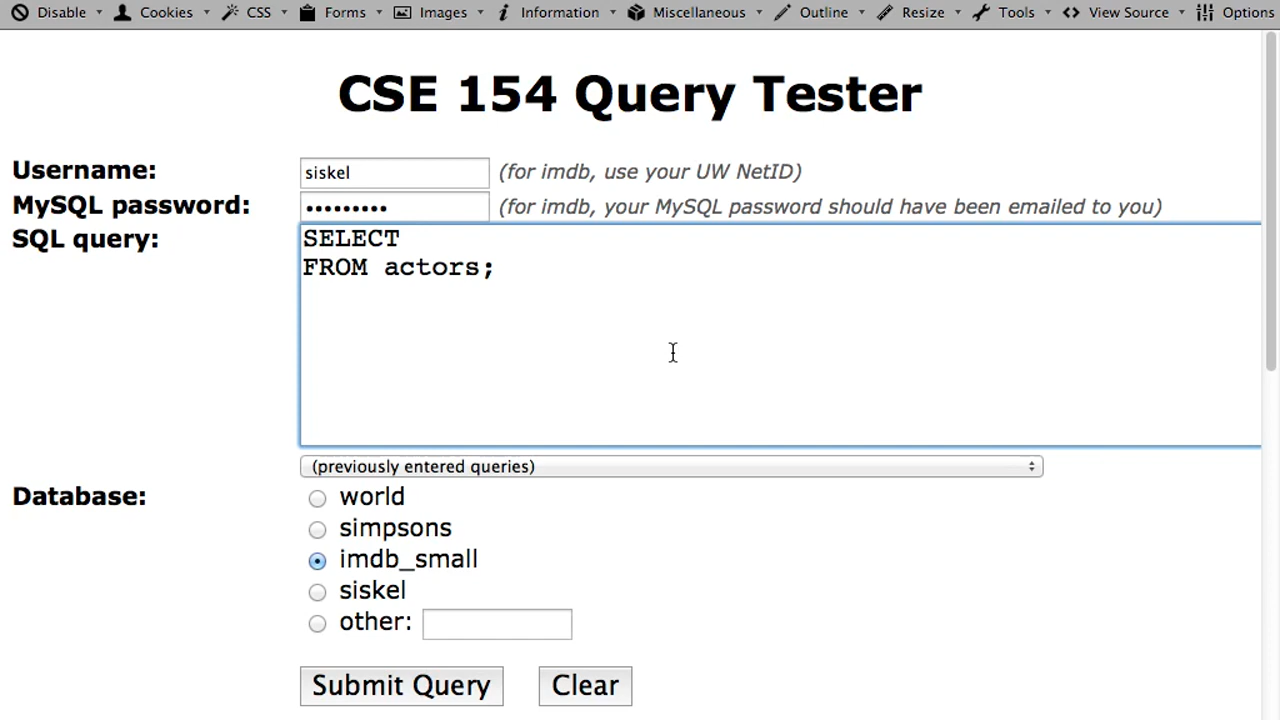 Disable Cookies CSS Forms Images Information Miscellaneous Outline Resize Tools View Source Options
CSE 154 Query Tester
Username: siskel (for imdb, use your UW NetID)
MySQL password: ••••••••• (for imdb, your MySQL password should have been emailed to you)
SQL query: SELECT
FROM actors;
(previously entered queries)
Database: world
simpsons
imdb_small
siskel
other:
Submit Query Clear